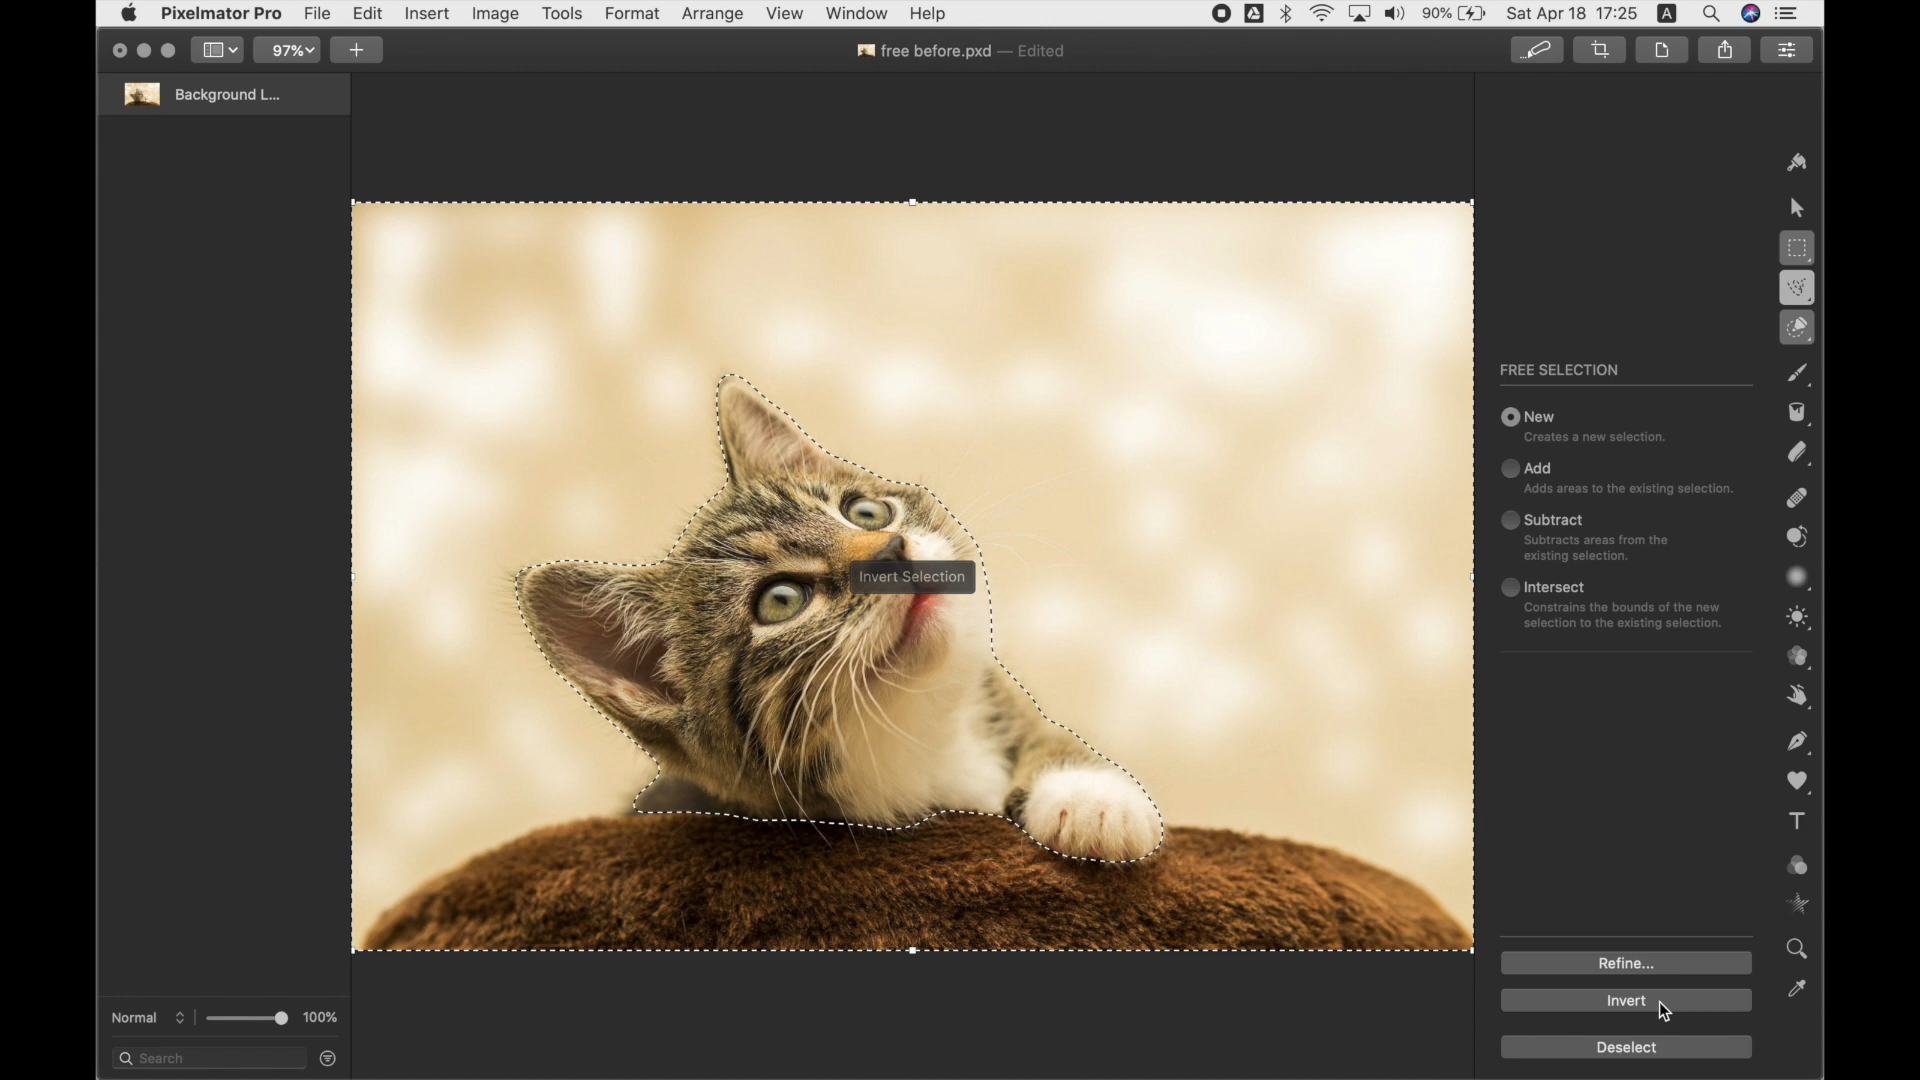 Pixelmator Pro File Edit Insert Image Tools Format Arrange View Window Help 90% Sat Apr 18 17:25 A
97% free before.pxd — Edited
Background L...
FREE SELECTION
New
Creates a new selection.
Add
Adds areas to the existing selection.
Subtract
Subtracts areas from the
existing selection.
Intersect
Constrains the bounds of the new
selection to the existing selection.
Invert Selection
T
Refine...
Invert
Deselect
Normal 100%
Search